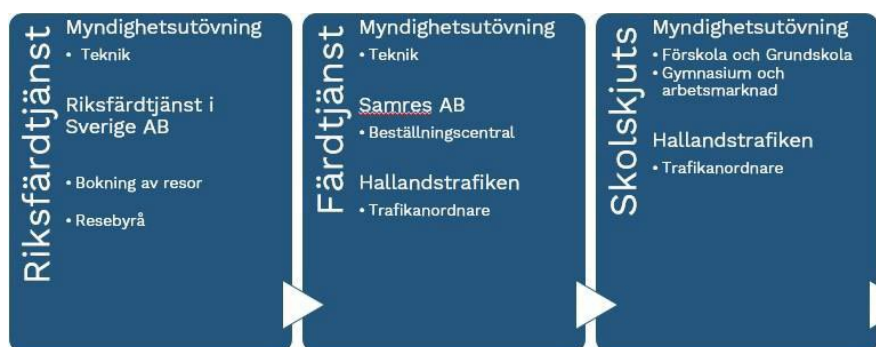 Riksfärdtjänst
Myndighetsutövning
• Teknik
Riksfärdtjänst i
Sverige AB
• Bokning av resor
• Resebyrå
Färdtjänst
Myndighetsutövning
• Teknik
Samres AB
• Beställningscentral
Hallandstrafiken
• Trafikanordnare
Skolskjuts
Myndighetsutövning
• Förskola och Grundskola
• Gymnasium och
arbetsmarknad
Hallandstrafiken
• Trafikanordnare